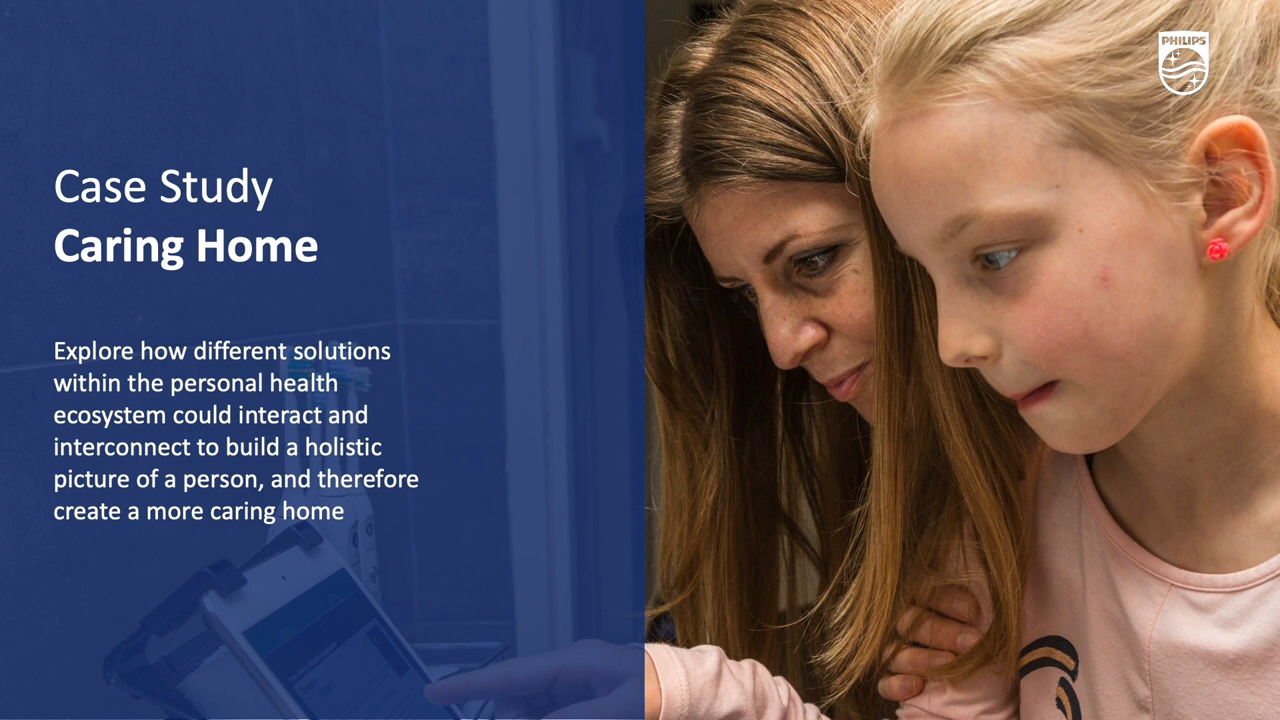 PHILIPS
Case Study
Caring Home
Explore how different solutions
within the personal health
ecosystem could interact and
interconnect to build a holistic
picture of a person, and therefore
create a more caring home